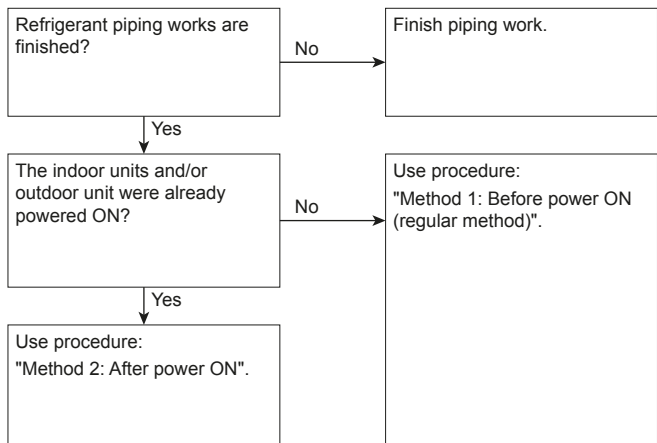 Refrigerant piping works are
finished?
No
Finish piping work.
Yes
The indoor units and/or
outdoor unit were already
powered ON?
No
Use procedure:
"Method 1: Before power ON
(regular method)".
Yes
Use procedure:
"Method 2: After power ON".